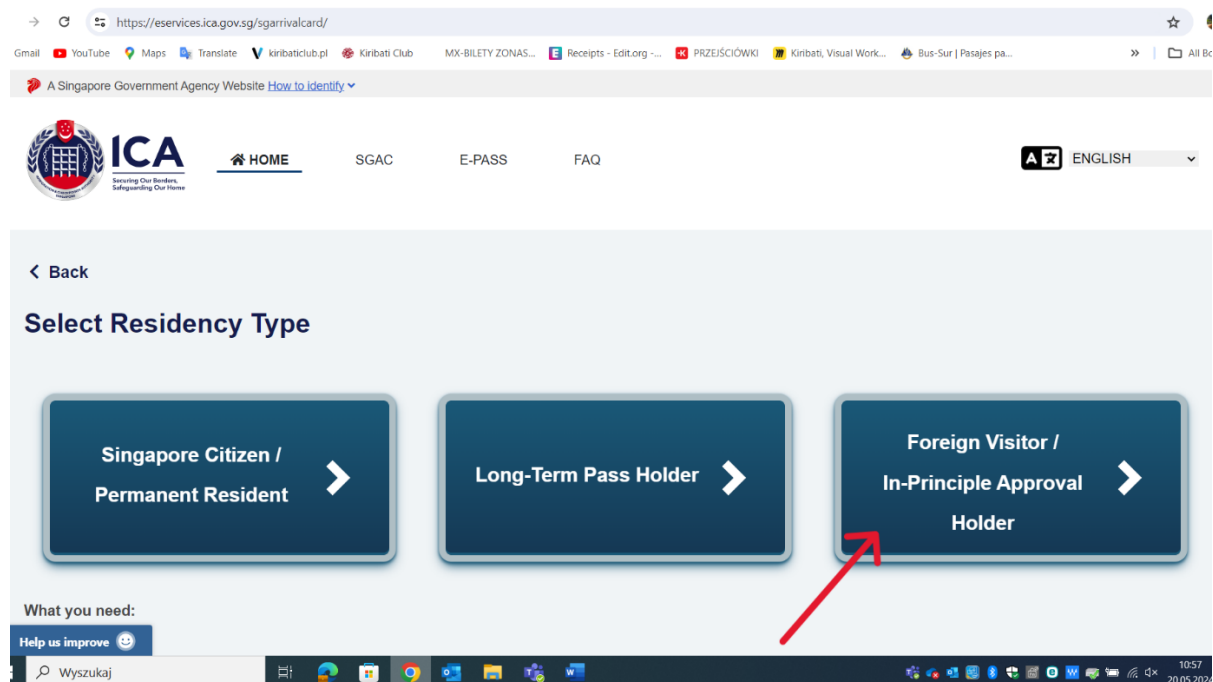 https://eservices.ica.gov.sg/sgarrivalcard/
Gmail YouTube Maps Translate kiribaticlub.pl Kiribati Club MX-BILETY ZONAS... Receipts - Edit.org -... PRZEJŚCIÓWKI Kiribati, Visual Work... Bus-Sur | Pasajes pa... » All Bo
A Singapore Government Agency Website How to identify
ICA
Securing Our Borders,
Safeguarding Our Home
HOME SGAC E-PASS FAQ ENGLISH
Back
Select Residency Type
Singapore Citizen /
Permanent Resident
Long-Term Pass Holder
Foreign Visitor /
In-Principle Approval
Holder
What you need:
Help us improve
Wyszukaj
10:57
20.05.2024